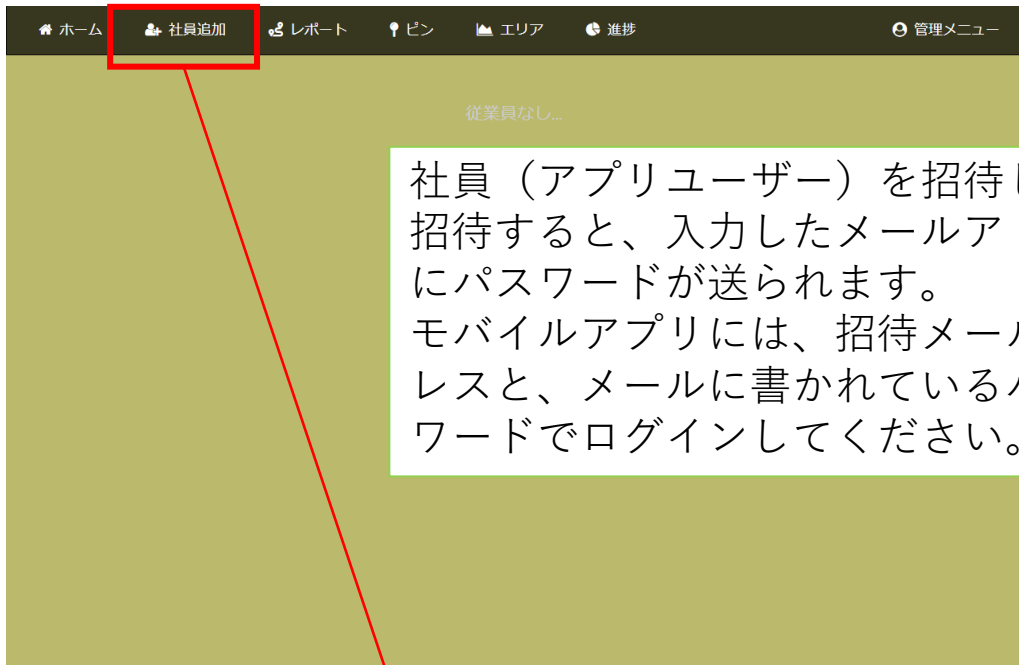 ホーム 社員追加 レポート ピン エリア 進捗 管理メニュー
従業員なし...
社員（アプリユーザー）を招待し
招待すると、入力したメールア
にパスワードが送られます。
モバイルアプリには、招待メール
レスと、メールに書かれている
ワードでログインしてください。